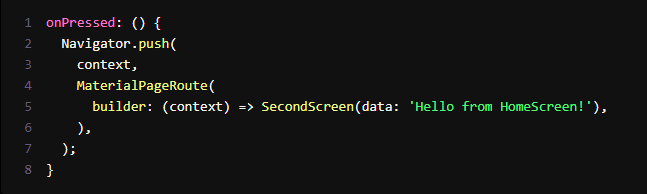 1 onPressed: () {
2   Navigator.push(
3     context,
4     MaterialPageRoute(
5       builder: (context) => SecondScreen(data: 'Hello from HomeScreen!'),
6     ),
7   );
8 }